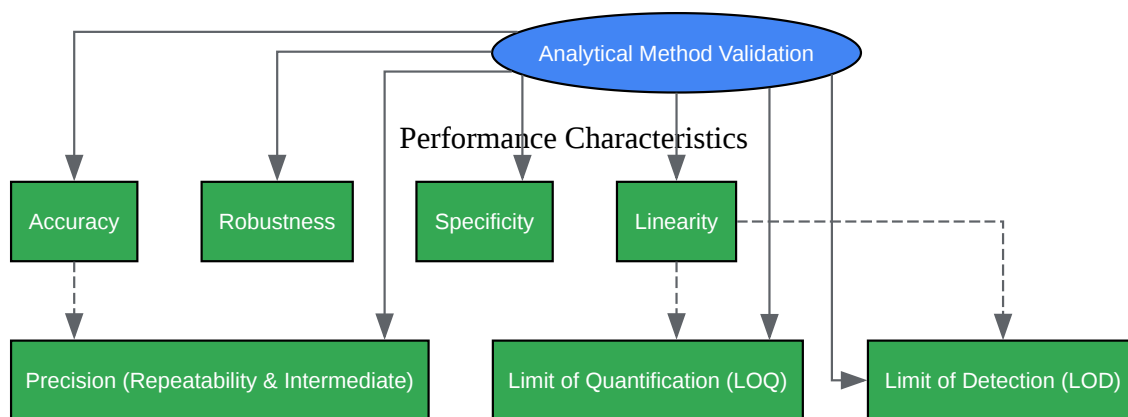 Analytical Method Validation
Performance Characteristics
Accuracy
Robustness
Specificity
Linearity
Precision (Repeatability & Intermediate)
Limit of Quantification (LOQ)
Limit of Detection (LOD)